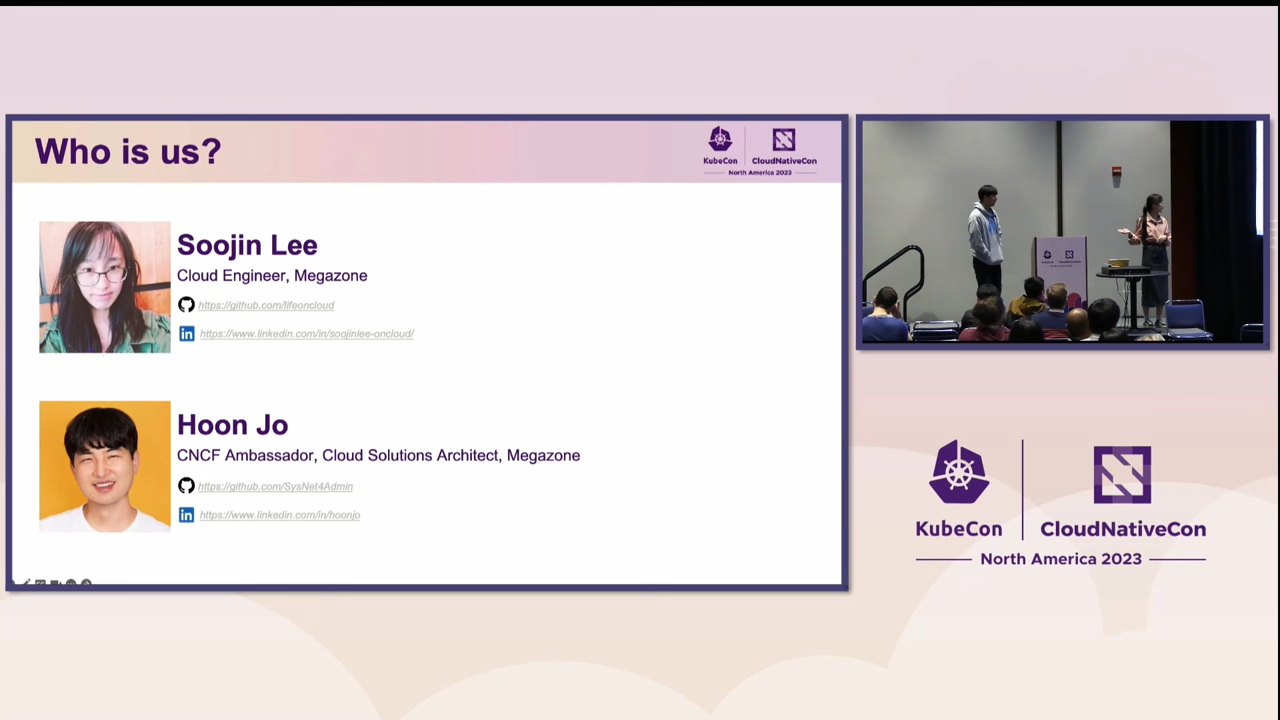 Who is us?
KubeCon
CloudNativeCon
North America 2023
Soojin Lee
Cloud Engineer, Megazone
https://github.com/lifeoncloud
in https://www.linkedin.com/in/soojinlee-oncloud/
Hoon Jo
CNCF Ambassador, Cloud Solutions Architect, Megazone
https://github.com/SysNet4Admin
in https://www.linkedin.com/in/hoonjo
KubeCon
CloudNativeCon
North America 2023